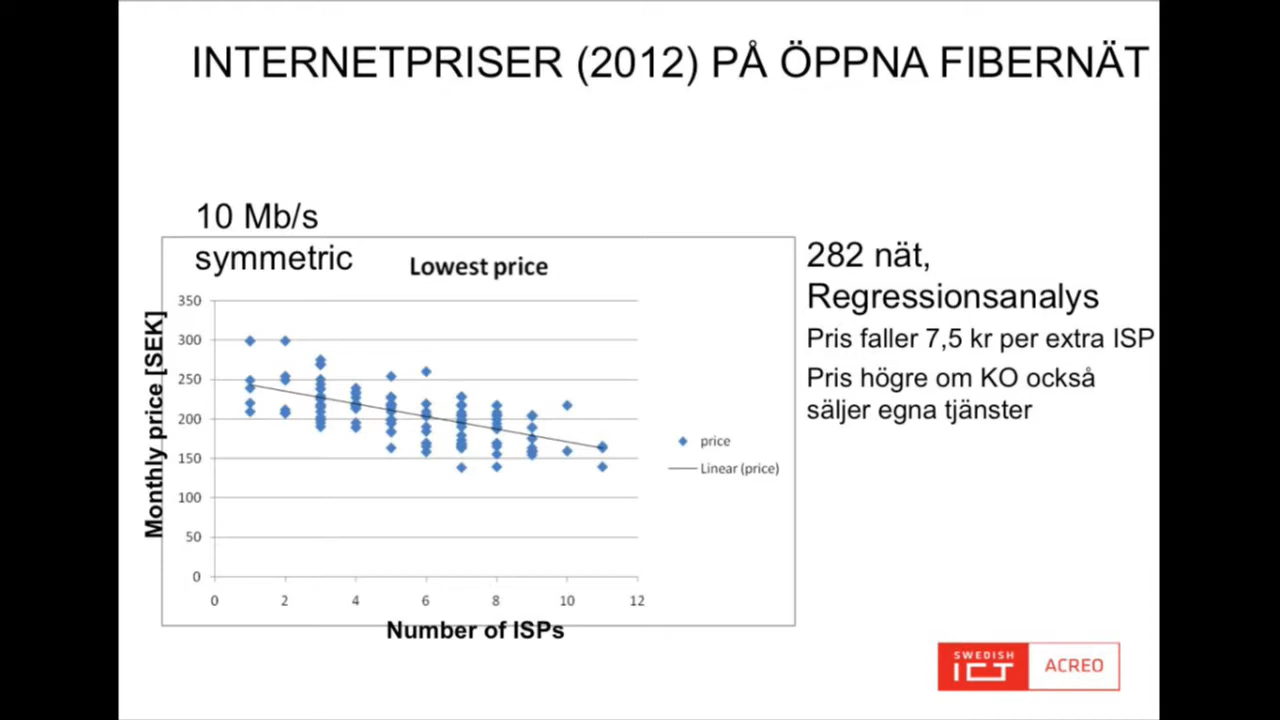 INTERNETPRISER (2012) PÅ ÖPPNA FIBERNÄT
10 Mb/s
symmetric
Lowest price
350
300
250
200
150
100
50
0
0 2 4 6 8 10 12
Monthly price [SEK]
Number of ISPs
price
Linear (price)
282 nät,
Regressionsanalys
Pris faller 7,5 kr per extra ISP
Pris högre om KO också
säljer egna tjänster
SWEDISH
ICT
ACREO